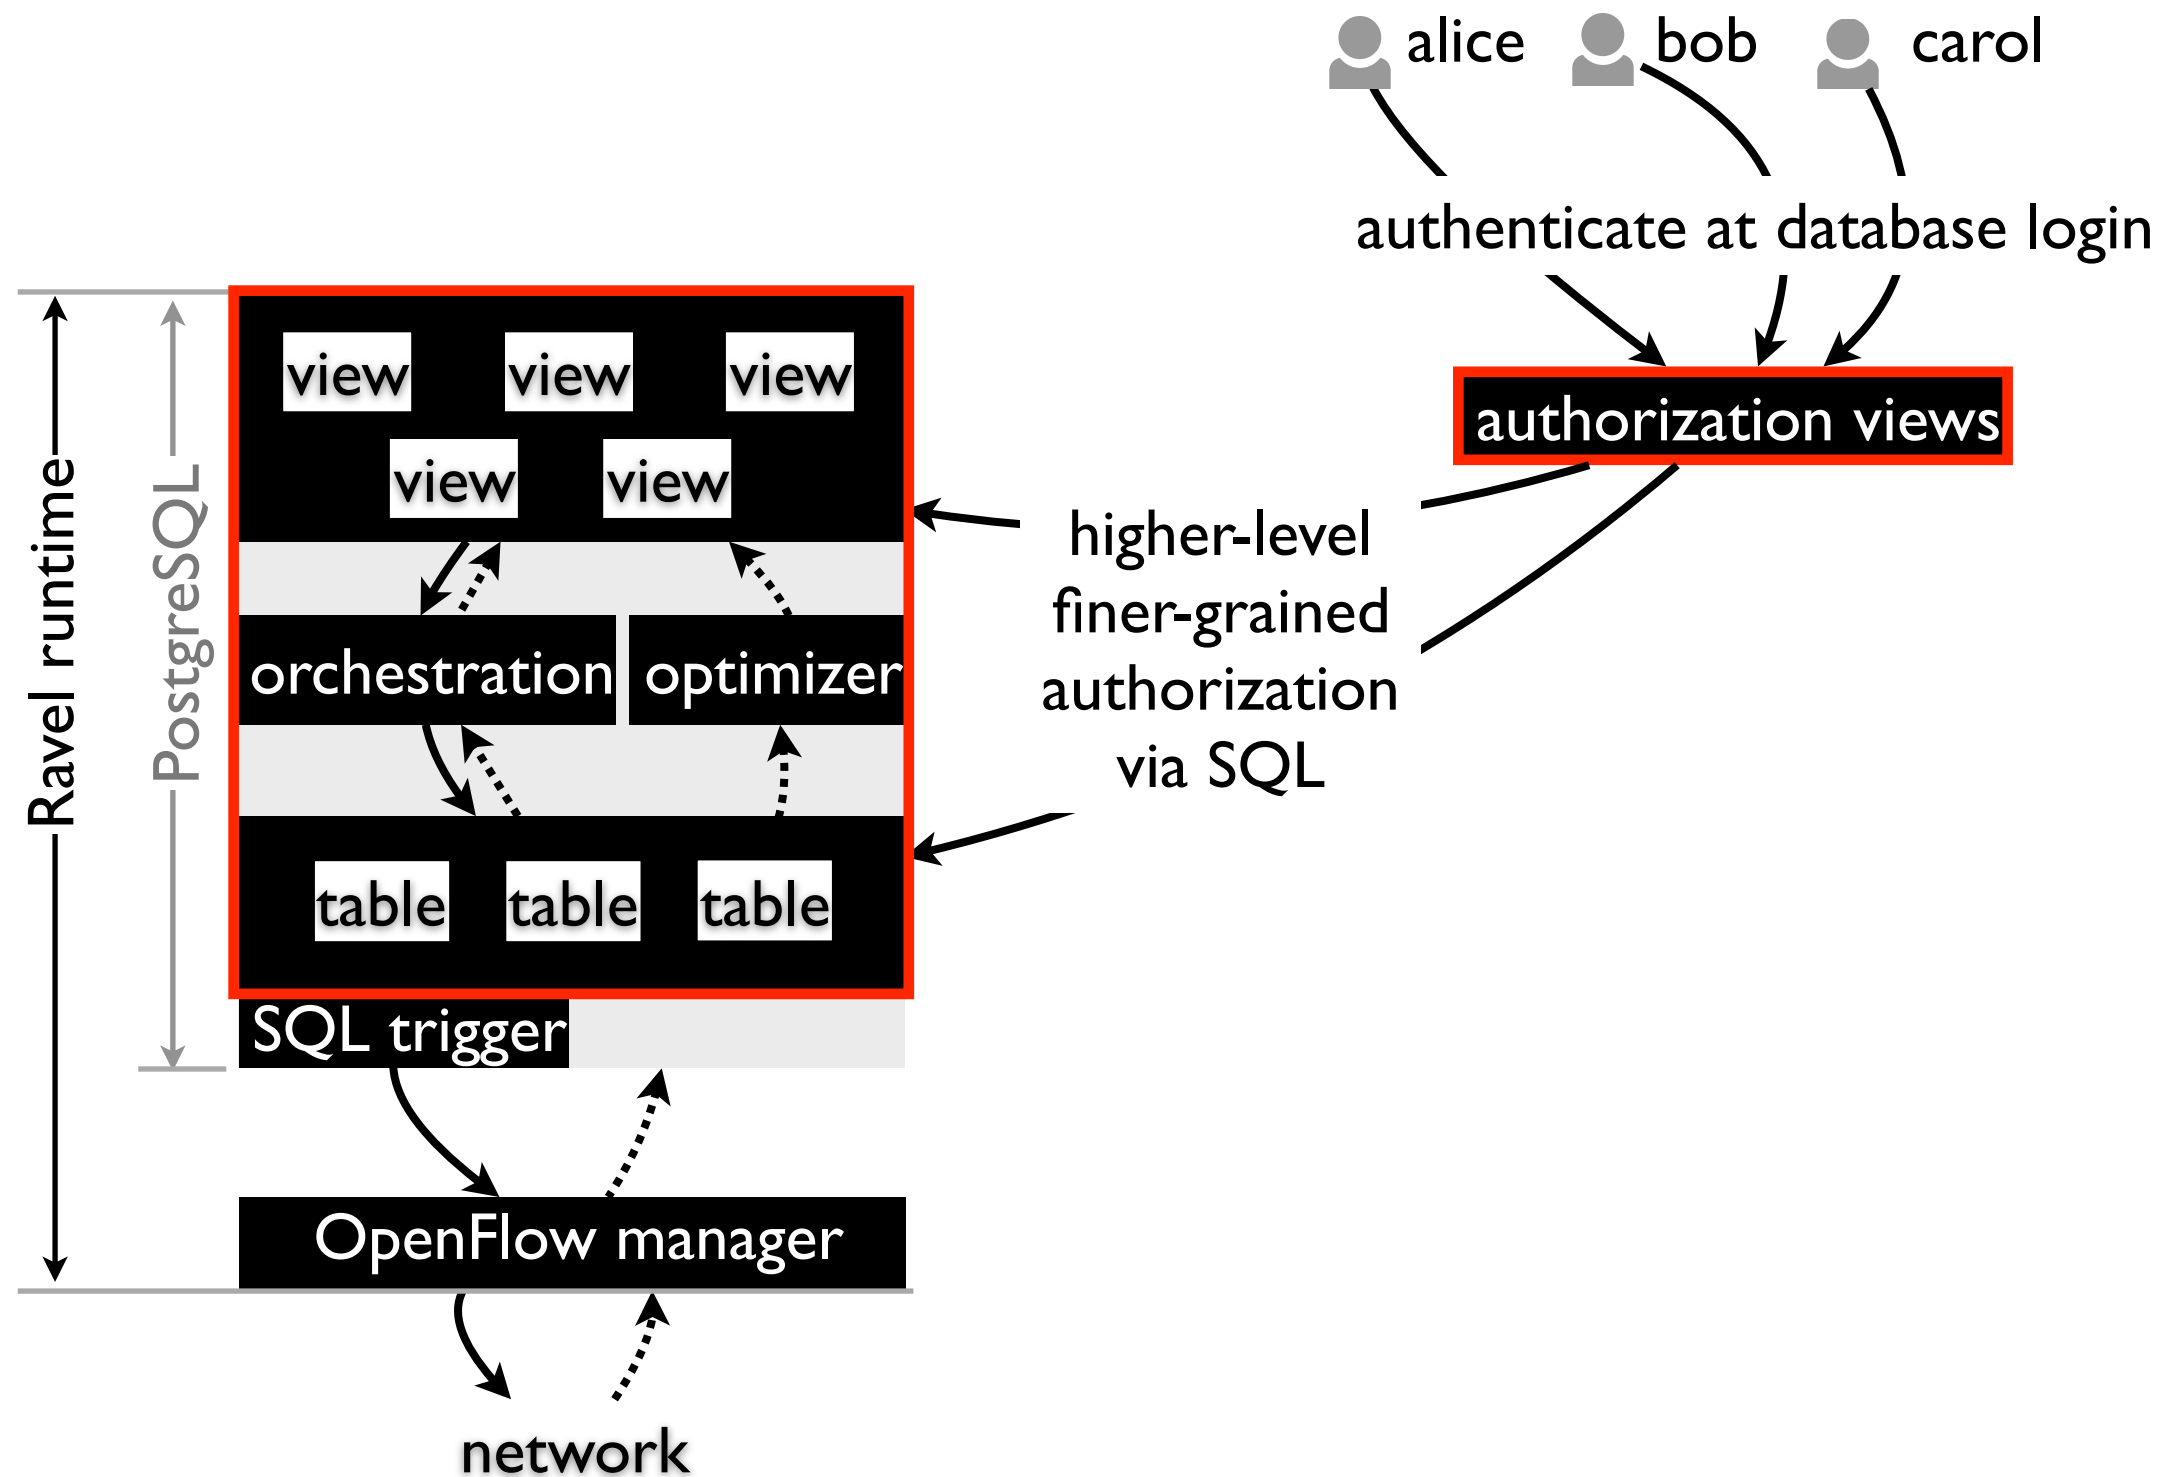 alice
bob
carol
authenticate at database login
authorization views
higher-level
finer-grained
authorization
via SQL
Ravel runtime
PostgreSQL
view
view
view
view
view
orchestration
optimizer
table
table
table
SQL trigger
OpenFlow manager
network